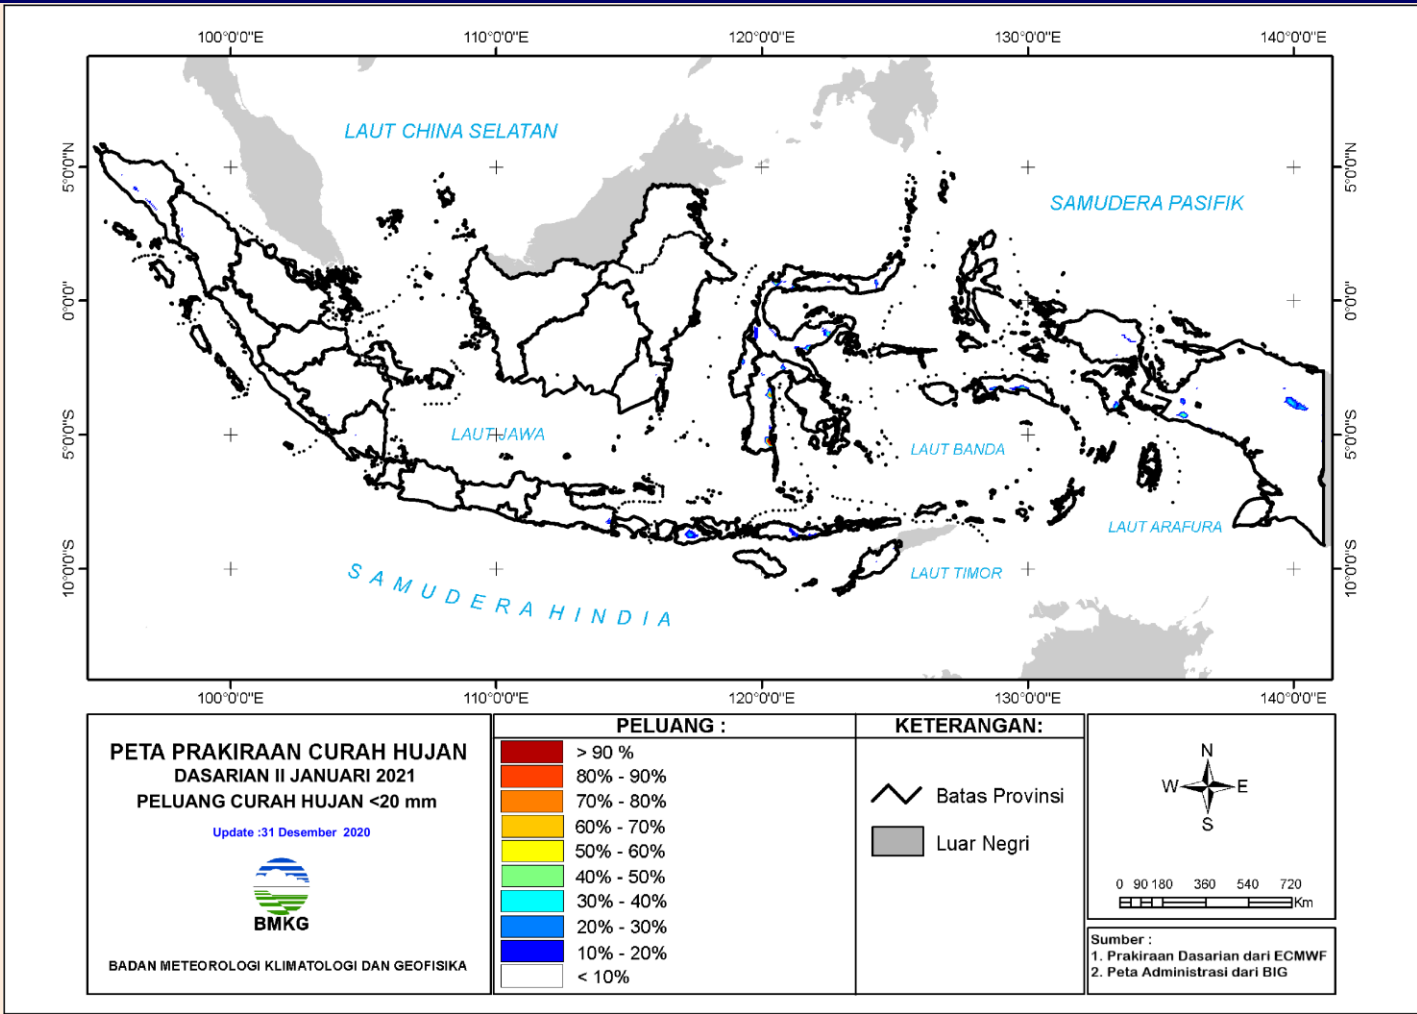 100°0'0"E 110°0'0"E 120°0'0"E 130°0'0"E 140°0'0"E
5°0'0"N 5°0'0"N
0°0'0" 0°0'0"
5°0'0"S 5°0'0"S
10°0'0"S 10°0'0"S
LAUT CHINA SELATAN
SAMUDERA PASIFIK
LAUT JAWA
LAUT BANDA
LAUT ARAFURA
LAUT TIMOR
SAMUDERA HINDIA
100°0'0"E 110°0'0"E 120°0'0"E 130°0'0"E 140°0'0"E
PETA PRAKIRAAN CURAH HUJAN
DASARIAN II JANUARI 2021
PELUANG CURAH HUJAN <20 mm
Update :31 Desember 2020
BMKG
BADAN METEOROLOGI KLIMATOLOGI DAN GEOFISIKA
PELUANG :
> 90 %
80% - 90%
70% - 80%
60% - 70%
50% - 60%
40% - 50%
30% - 40%
20% - 30%
10% - 20%
< 10%
KETERANGAN:
Batas Provinsi
Luar Negri
N
W E
S
0 90 180 360 540 720
Km
Sumber :
1. Prakiraan Dasarian dari ECMWF
2. Peta Administrasi dari BIG